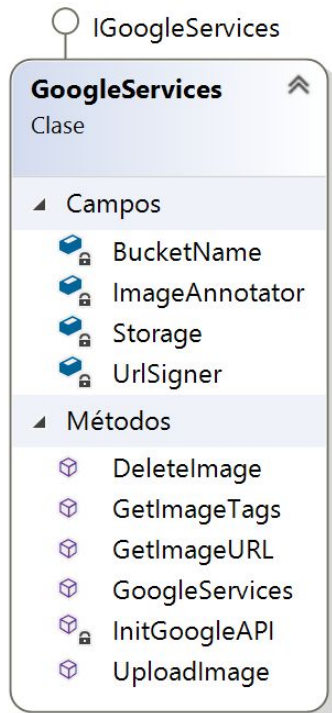 IGoogleServices
GoogleServices
Clase
Campos
BucketName
ImageAnnotator
Storage
UrlSigner
Métodos
DeleteImage
GetImageTags
GetImageURL
GoogleServices
InitGoogleAPI
UploadImage